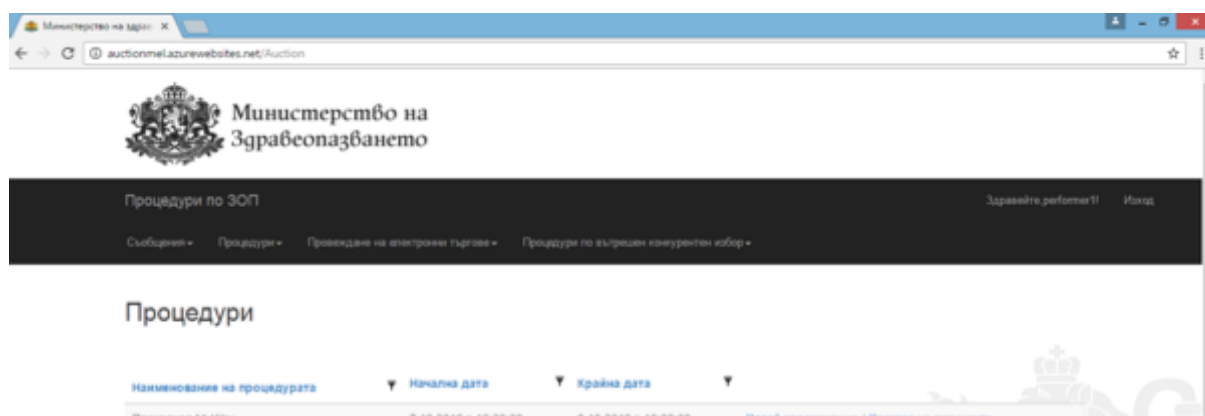 Министерство на здрав
auctionmel.azurewebsites.net/Auction
Министерство на
Здравеопазването
Процедури по ЗОП
Здравейте,performer1!
Изход
Съобщения
Процедури
Провеждане на електронни търгове
Процедури по вътрешен конкурентен избор
Процедури
Наименование на процедурата
Начална дата
Крайна дата